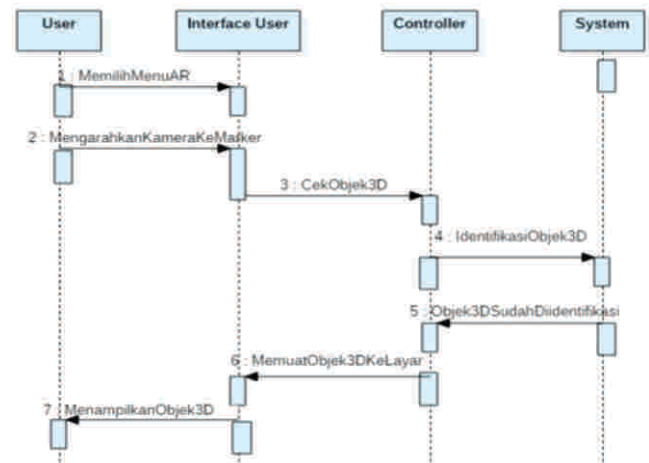 User
Interface User
Controller
System
1 : MemilihMenuAR
2 : MengarahkanKameraKeMarker
3 : CekObjek3D
4 : IdentifikasiObjek3D
5 : Objek3DSudahDiidentifikasi
6 : MemuatObjek3DKeLayar
7 : MenampilkanObjek3D